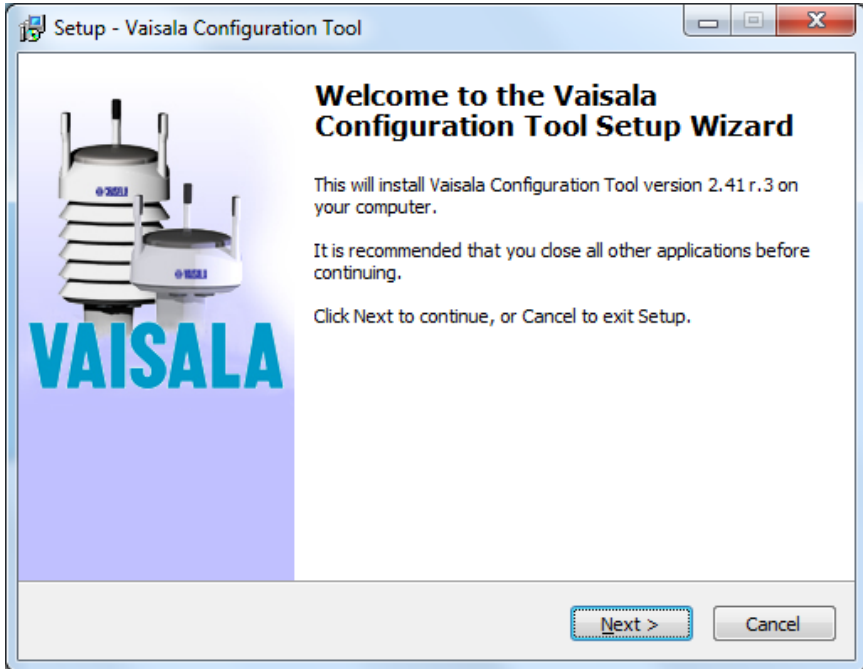 Setup - Vaisala Configuration Tool
Welcome to the Vaisala
Configuration Tool Setup Wizard
This will install Vaisala Configuration Tool version 2.41 r.3 on
your computer.
It is recommended that you close all other applications before
continuing.
Click Next to continue, or Cancel to exit Setup.
VAISALA
VAISALA
VAISALA
Next >
Cancel